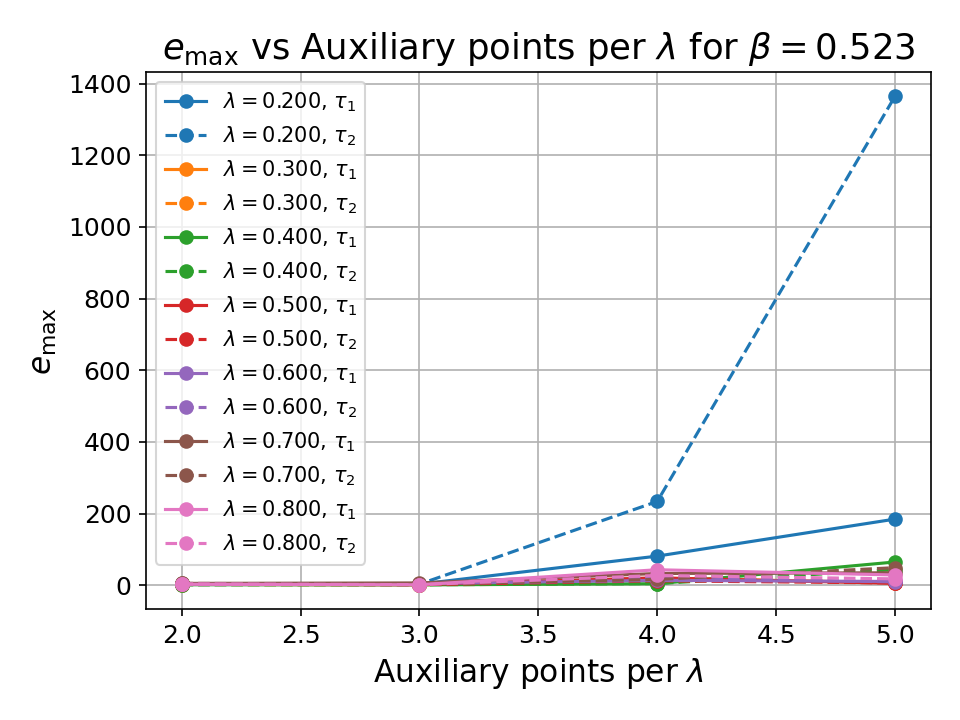 e_max vs Auxiliary points per λ for β = 0.523
1400
1200
1000
800
600
400
200
0
e_max
λ = 0.200, τ₁
λ = 0.200, τ₂
λ = 0.300, τ₁
λ = 0.300, τ₂
λ = 0.400, τ₁
λ = 0.400, τ₂
λ = 0.500, τ₁
λ = 0.500, τ₂
λ = 0.600, τ₁
λ = 0.600, τ₂
λ = 0.700, τ₁
λ = 0.700, τ₂
λ = 0.800, τ₁
λ = 0.800, τ₂
2.0 2.5 3.0 3.5 4.0 4.5 5.0
Auxiliary points per λ